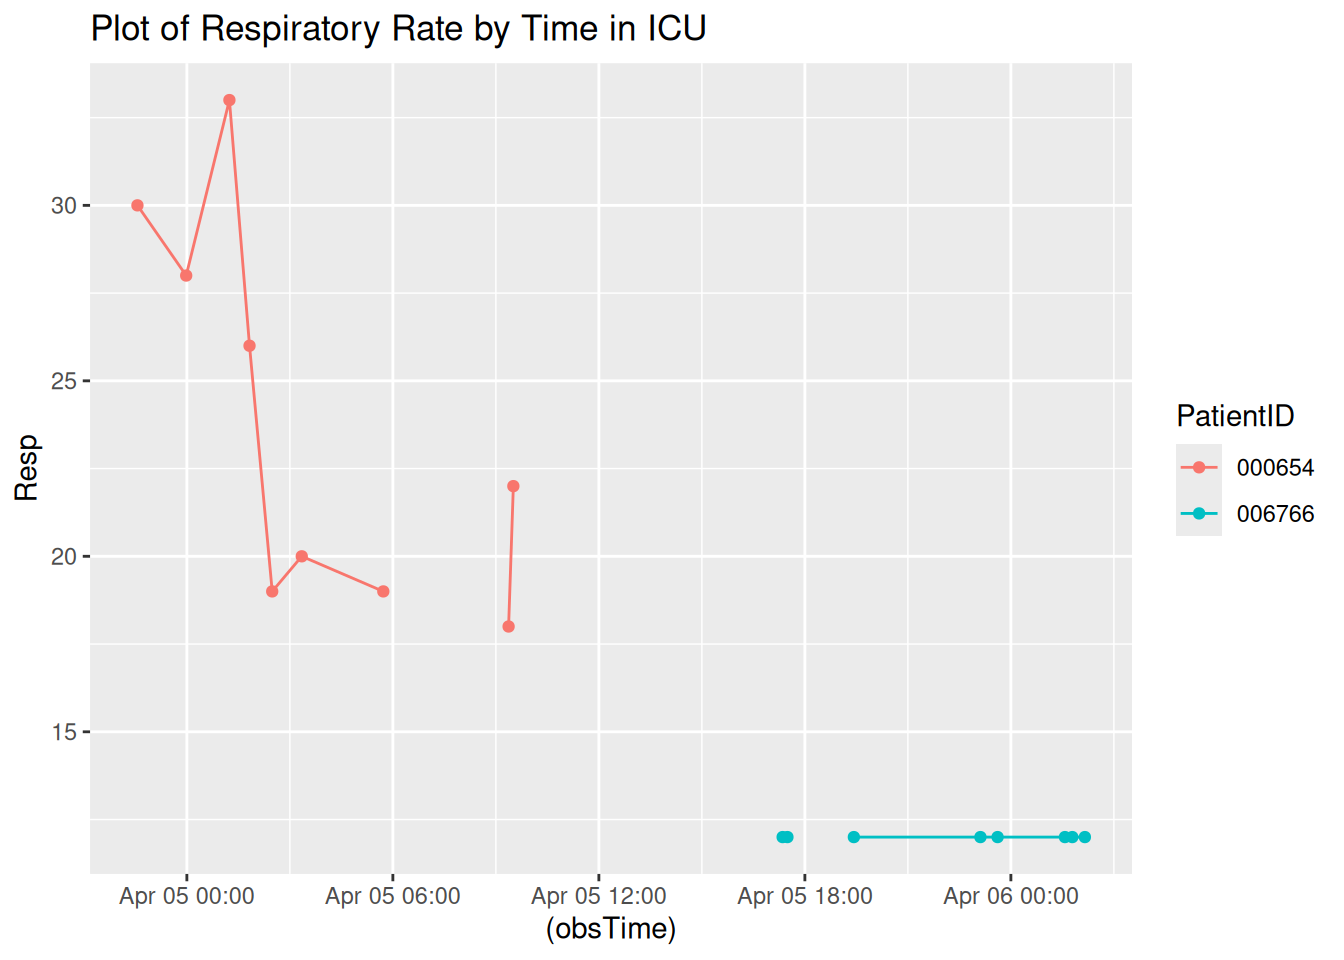 Plot of Respiratory Rate by Time in ICU
Resp
30
25
20
15
Apr 05 00:00 Apr 05 06:00 Apr 05 12:00 Apr 05 18:00 Apr 06 00:00
(obsTime)
PatientID
000654
006766